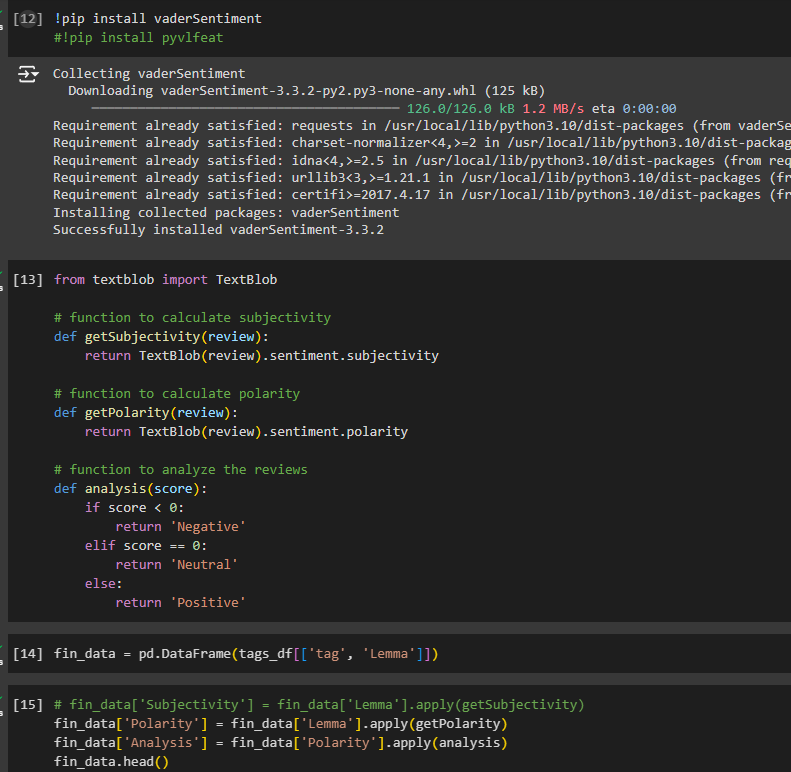 [12] !pip install vaderSentiment
#!pip install pyvlfeat
Collecting vaderSentiment
Downloading vaderSentiment-3.3.2-py2.py3-none-any.whl (125 kB)
126.0/126.0 kB 1.2 MB/s eta 0:00:00
Requirement already satisfied: requests in /usr/local/lib/python3.10/dist-packages (from vaderSe
Requirement already satisfied: charset-normalizer<4,>=2 in /usr/local/lib/python3.10/dist-packag
Requirement already satisfied: idna<4,>=2.5 in /usr/local/lib/python3.10/dist-packages (from req
Requirement already satisfied: urllib3<3,>=1.21.1 in /usr/local/lib/python3.10/dist-packages (fr
Requirement already satisfied: certifi>=2017.4.17 in /usr/local/lib/python3.10/dist-packages (fr
Installing collected packages: vaderSentiment
Successfully installed vaderSentiment-3.3.2
[13] from textblob import TextBlob
# function to calculate subjectivity
def getSubjectivity(review):
    return TextBlob(review).sentiment.subjectivity
# function to calculate polarity
def getPolarity(review):
    return TextBlob(review).sentiment.polarity
# function to analyze the reviews
def analysis(score):
    if score < 0:
        return 'Negative'
    elif score == 0:
        return 'Neutral'
    else:
        return 'Positive'
[14] fin_data = pd.DataFrame(tags_df[['tag', 'Lemma']])
[15] # fin_data['Subjectivity'] = fin_data['Lemma'].apply(getSubjectivity)
fin_data['Polarity'] = fin_data['Lemma'].apply(getPolarity)
fin_data['Analysis'] = fin_data['Polarity'].apply(analysis)
fin_data.head()